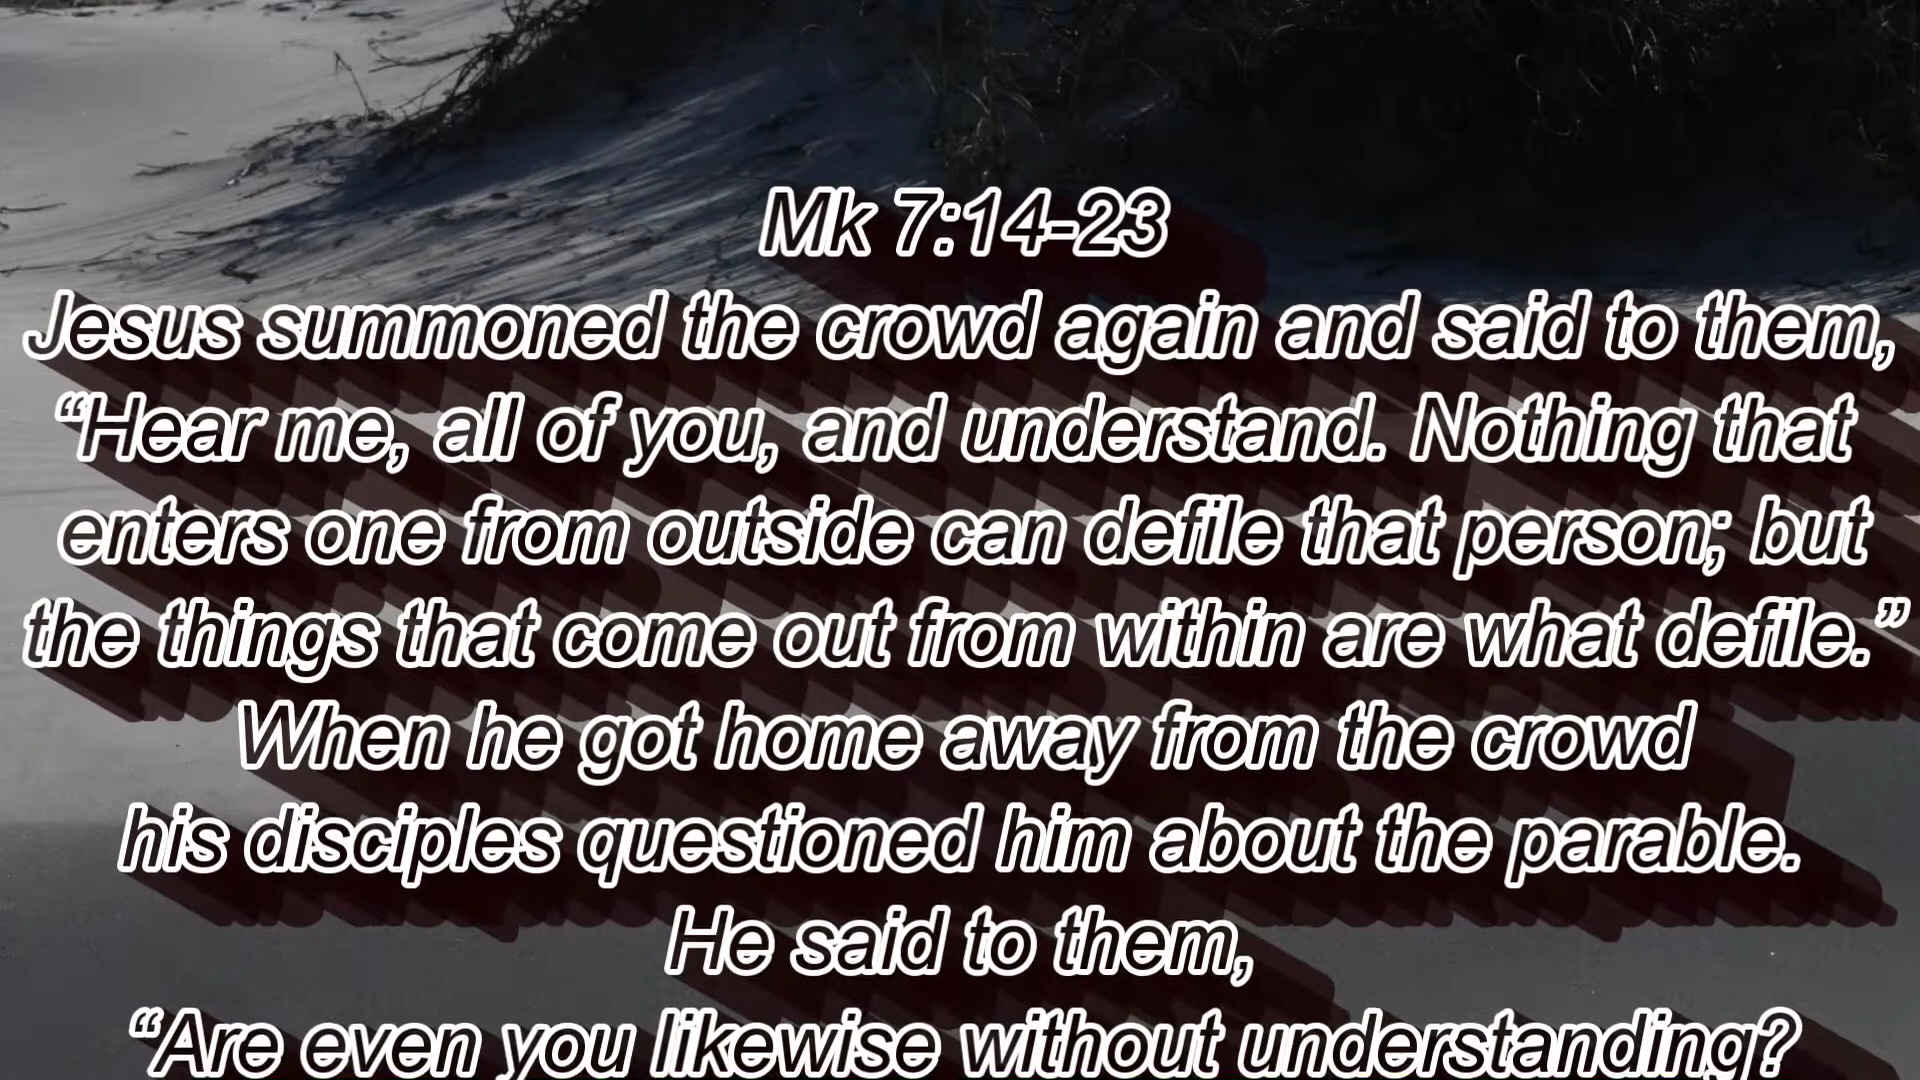 Mk 7:14-23
Jesus summoned the crowd again and said to them,
“Hear me, all of you, and understand. Nothing that
enters one from outside can defile that person; but
the things that come out from within are what defile.”
When he got home away from the crowd
his disciples questioned him about the parable.
He said to them,
“Are even you likewise without understanding?